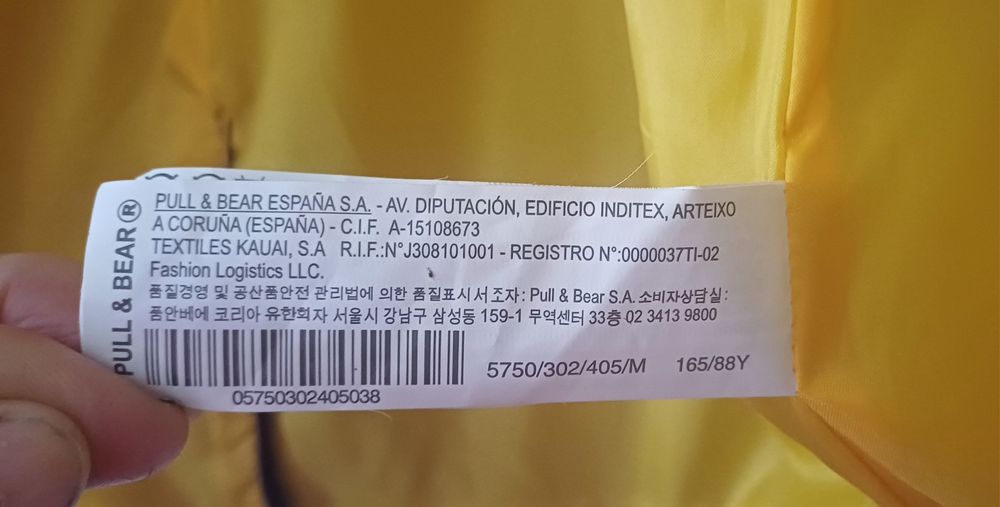 PULL & BEAR®
PULL & BEAR ESPAÑA S.A. - AV. DIPUTACIÓN, EDIFICIO INDITEX, ARTEIXO
A CORUÑA (ESPAÑA) - C.I.F. A-15108673
TEXTILES KAUAI, S.A R.I.F.:N°J308101001 - REGISTRO N°:0000037TI-02
Fashion Logistics LLC.
품질경영 및 공산품안전 관리법에 의한 품질표시서조자: Pull & Bear S.A. 소비자상담실:
품안베에 코리아 유한회자 서울시 강남구 삼성동 159-1 무역센터 33층 02 3413 9800
5750/302/405/M 165/88Y
05750302405038